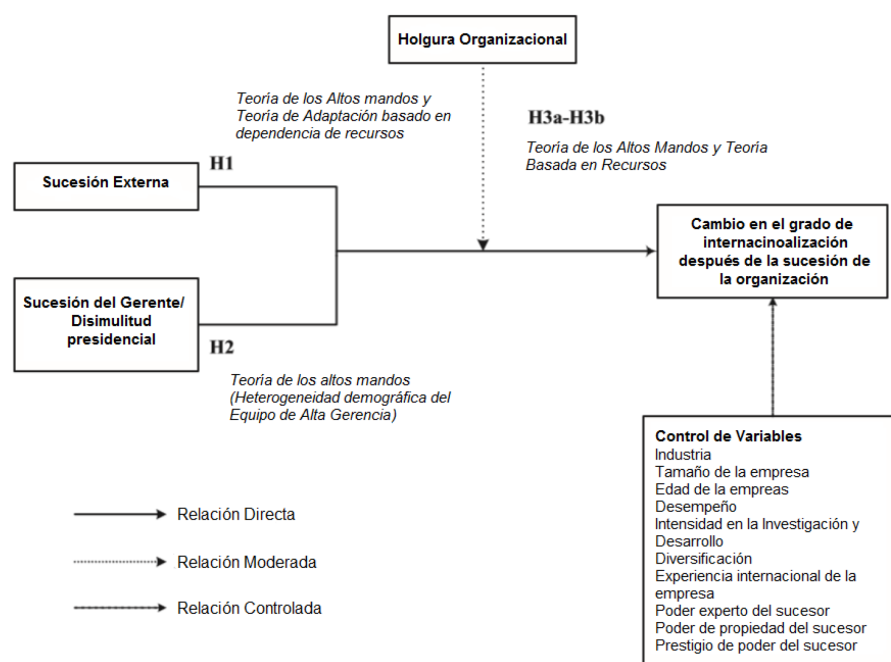 Holgura Organizacional
Teorìa de los Altos mandos y
Teorìa de Adaptación basado en
dependencia de recursos
H3a-H3b
Teorìa de los Altos Mandos y Teorìa
Basada en Recursos
H1
Sucesión Externa
Cambio en el grado de
internacinoalización
después de la sucesión de
la organización
Sucesión del Gerente/
Disimulitud
presidencial
H2
Teorìa de los altos mandos
(Heterogeneidad demográfica del
Equipo de Alta Gerencia)
Control de Variables
Industria
Tamaño de la empresa
Edad de la empreas
Desempeño
Intensidad en la Investigación y
Desarrollo
Diversificación
Experiencia internacional de la
empresa
Poder experto del sucesor
Poder de propiedad del sucesor
Prestigio de poder del sucesor
Relación Directa
Relación Moderada
Relación Controlada